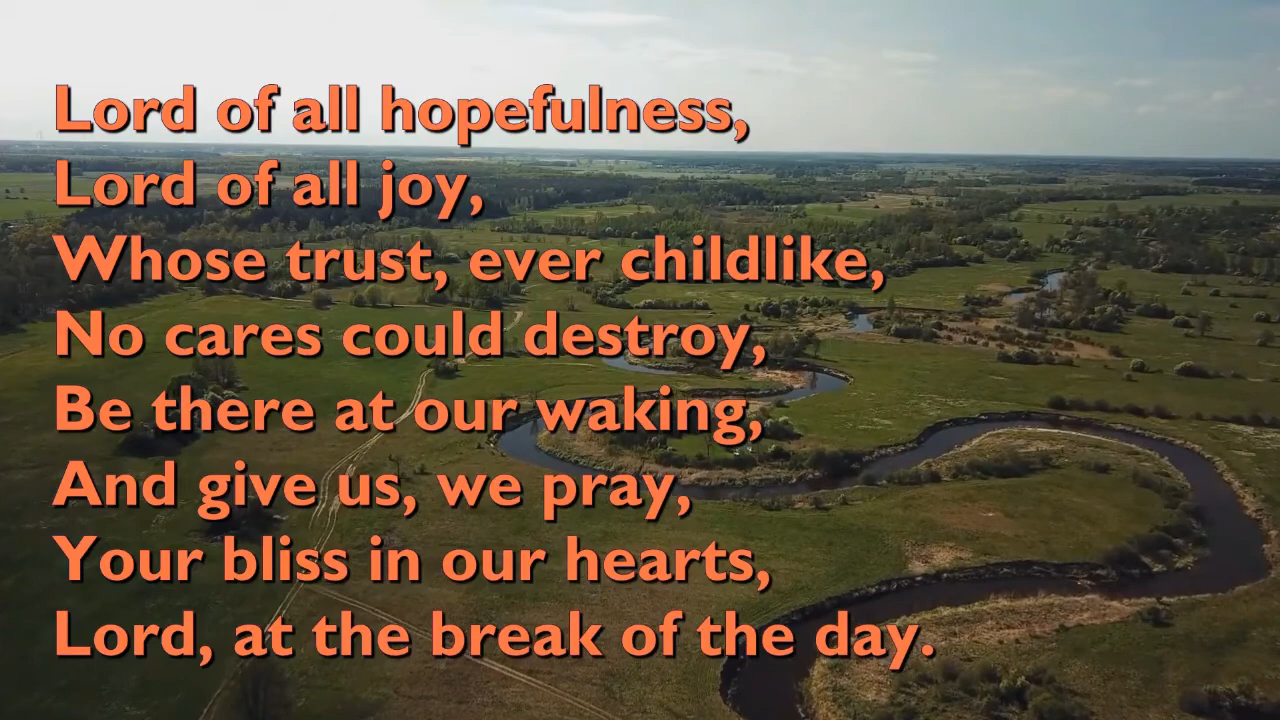 Lord of all hopefulness,
Lord of all joy,
Whose trust, ever childlike,
No cares could destroy,
Be there at our waking,
And give us, we pray,
Your bliss in our hearts,
Lord, at the break of the day.